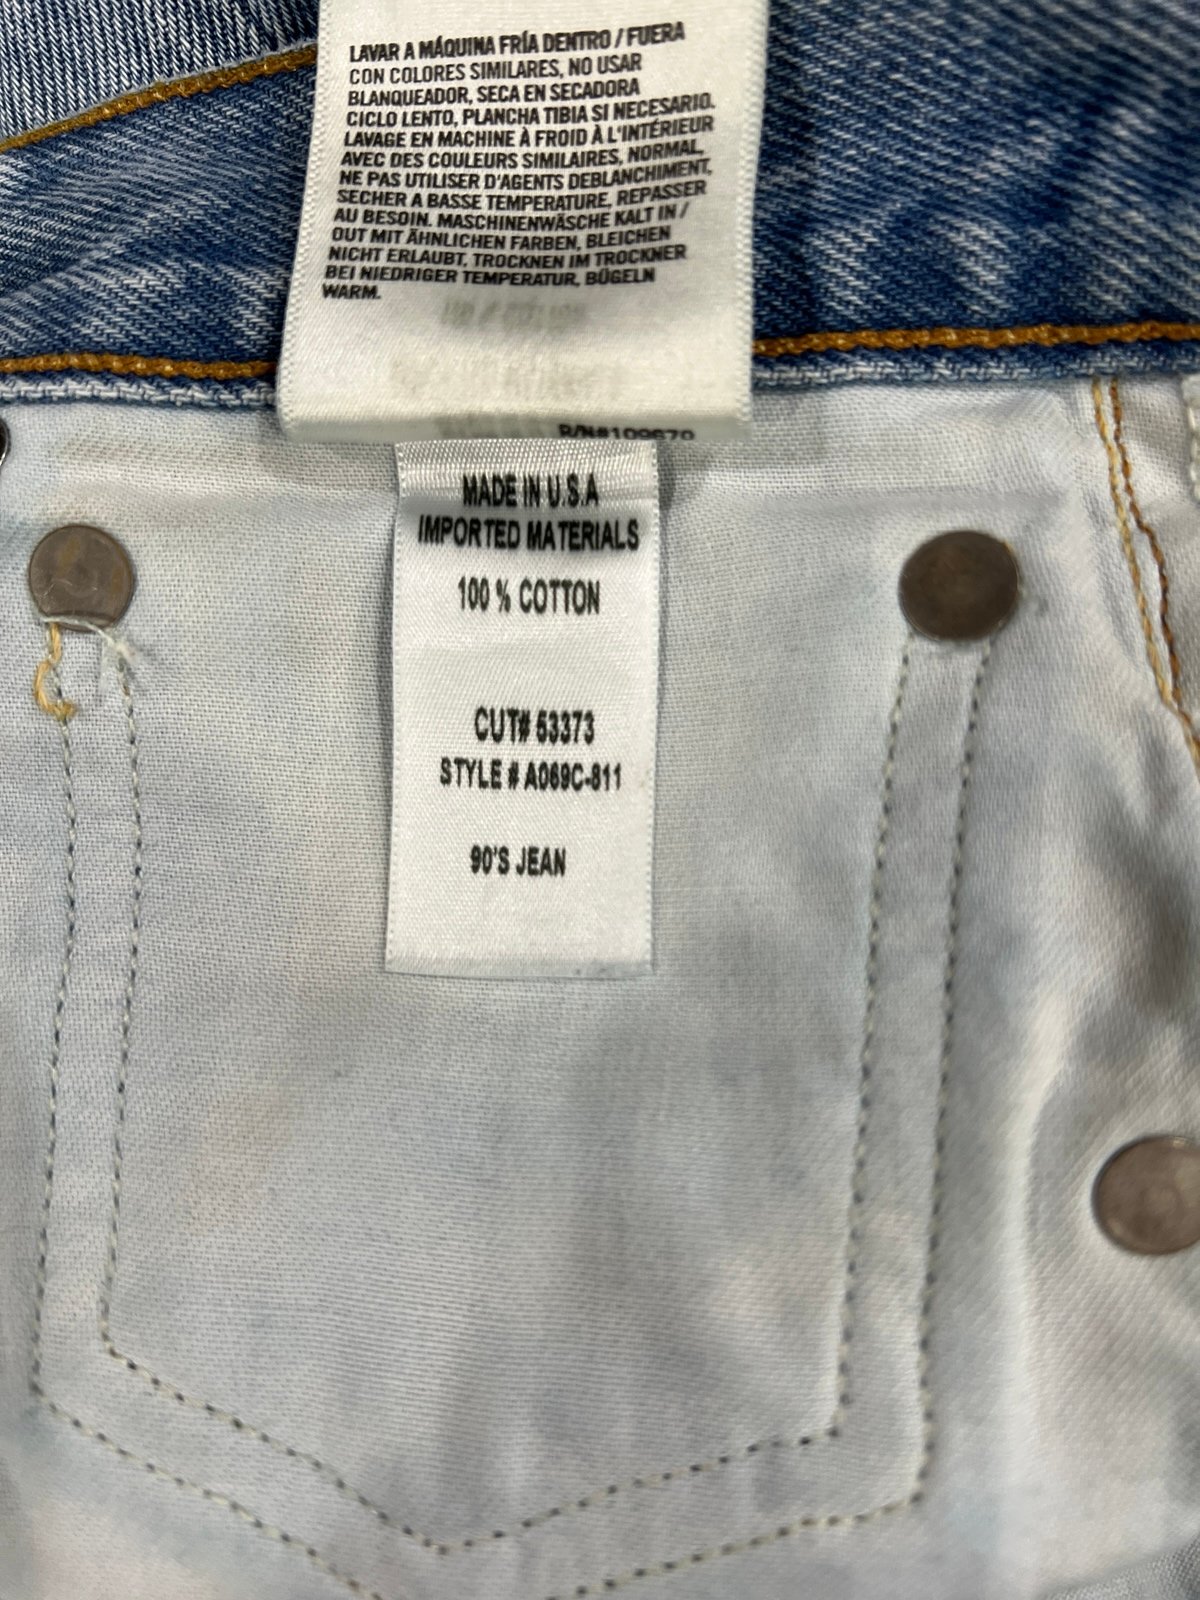 LAVAR A MÁQUINA FRÍA DENTRO / FUERA
CON COLORES SIMILARES, NO USAR
BLANQUEADOR, SECA EN SECADORA
CICLO LENTO, PLANCHA TIBIA SI NECESARIO.
LAVAGE EN MACHINE À FROID À L'INTÉRIEUR
AVEC DES COULEURS SIMILAIRES, NORMAL,
NE PAS UTILISER D'AGENTS DEBLANCHIMENT,
SECHER A BASSE TEMPERATURE, REPASSER
AU BESOIN. MASCHINENWÄSCHE KALT IN /
OUT MIT ÄHNLICHEN FARBEN, BLEICHEN
NICHT ERLAUBT, TROCKNEN IM TROCKNER
BEI NIEDRIGER TEMPERATUR, BÜGELN
WARM.
R/N#109679
MADE IN U.S.A
IMPORTED MATERIALS
100 % COTTON
CUT# 53373
STYLE # A069C-811
90'S JEAN